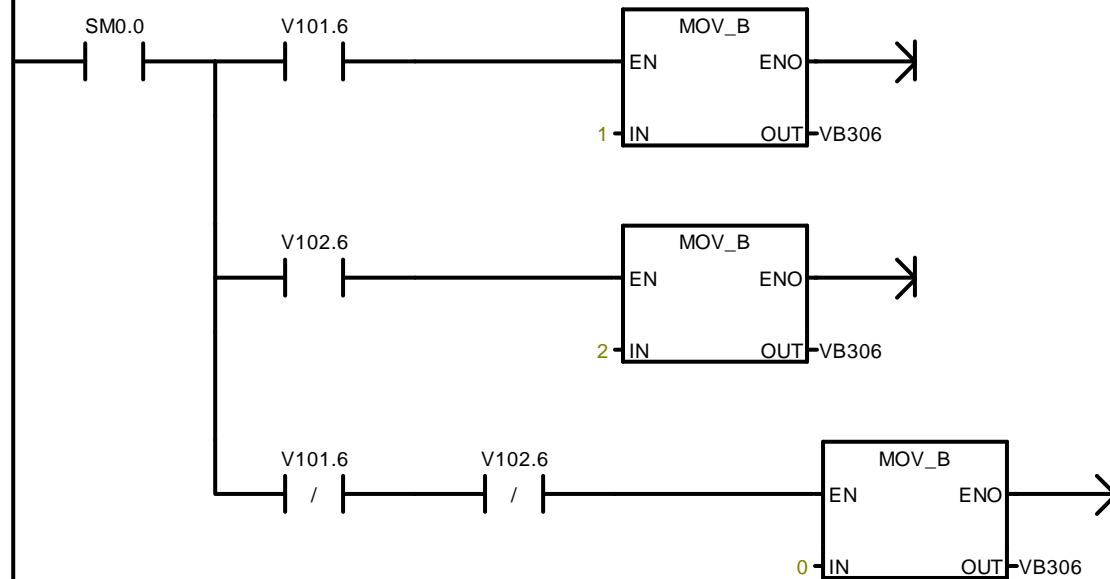 SM0.0 V101.6 MOV_B
EN ENO
1 IN OUT VB306
V102.6 MOV_B
EN ENO
2 IN OUT VB306
V101.6 V102.6 MOV_B
/ / EN ENO
0 IN OUT VB306